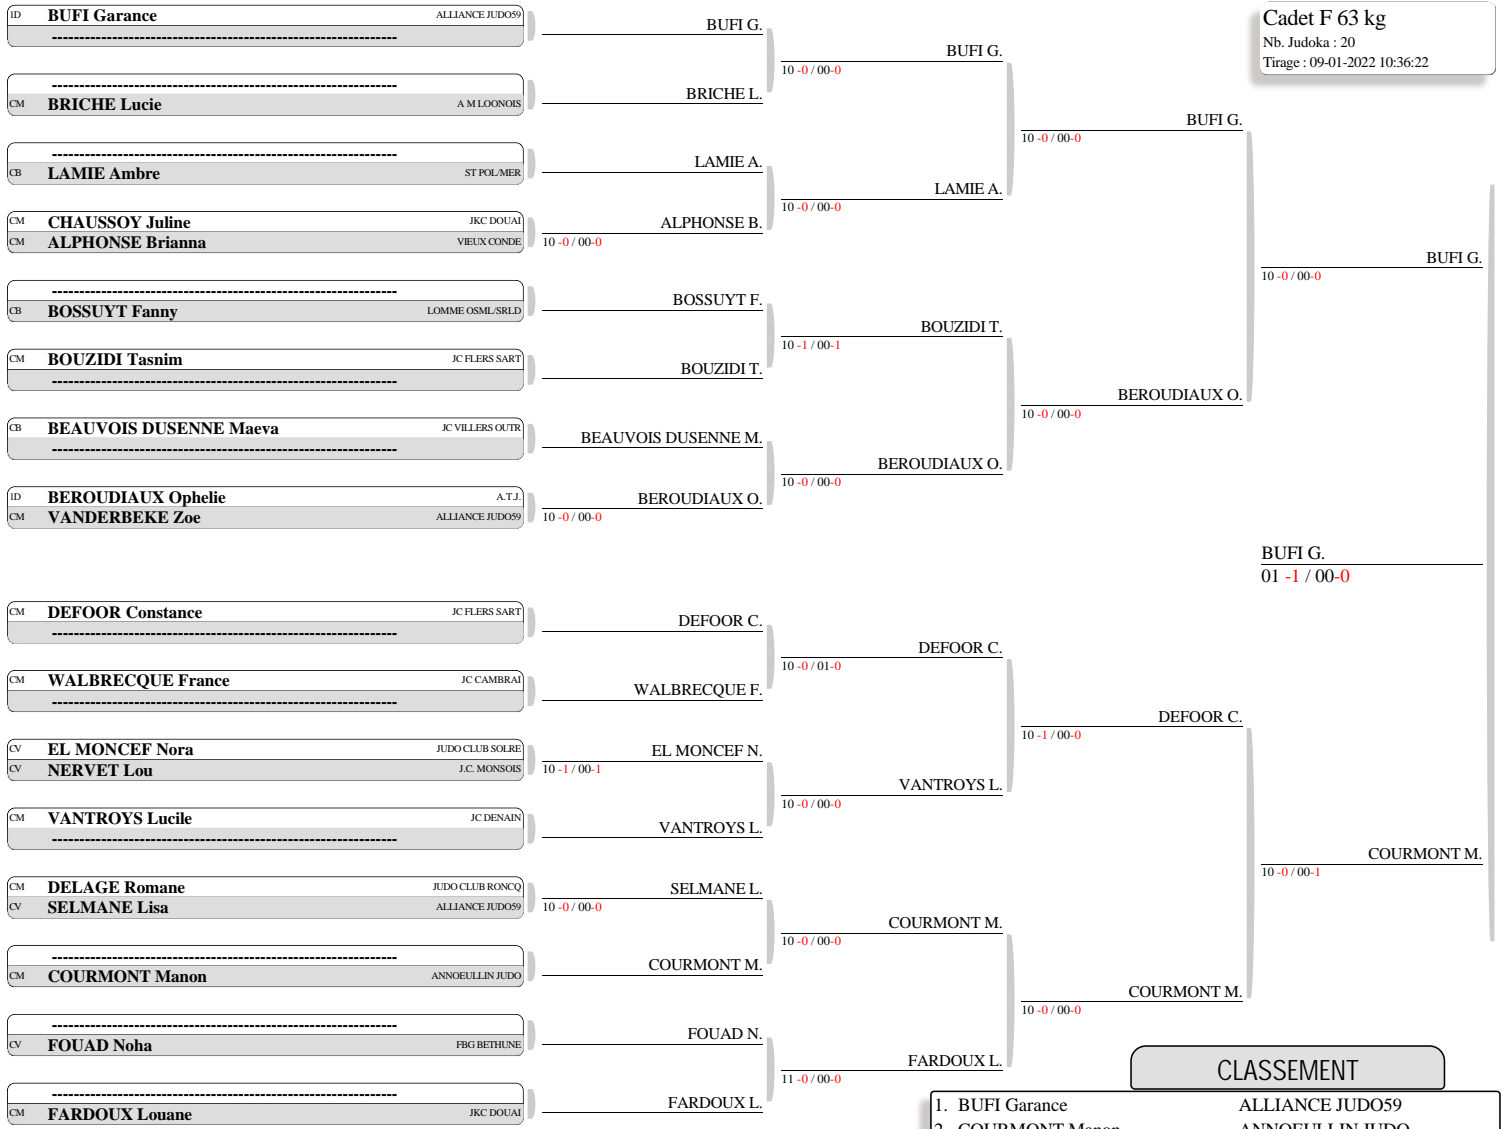 Cadet F 63 kg
Nb. Judoka : 20
Tirage : 09-01-2022 10:36:22
1D BUFI Garance ALLIANCE JUDO59
--------------------------------------------------------------
--------------------------------------------------------------
CM BRICHE Lucie A M LOONOIS
--------------------------------------------------------------
CB LAMIE Ambre ST POL/MER
CM CHAUSSOY Juline JKC DOUAI
CM ALPHONSE Brianna VIEUX CONDE
--------------------------------------------------------------
CB BOSSUYT Fanny LOMME OSML/SRLD
CM BOUZIDI Tasnim JC FLERS SART
--------------------------------------------------------------
CB BEAUVOIS DUSENNE Maeva JC VILLERS OUTR
--------------------------------------------------------------
1D BEROUDIAUX Ophelie A.T.J.
CM VANDERBEKE Zoe ALLIANCE JUDO59
CM DEFOOR Constance JC FLERS SART
--------------------------------------------------------------
CM WALBRECQUE France JC CAMBRAI
--------------------------------------------------------------
CV EL MONCEF Nora JUDO CLUB SOLRE
CV NERVET Lou J.C. MONSOIS
CM VANTROYS Lucile JC DENAIN
--------------------------------------------------------------
CM DELAGE Romane JUDO CLUB RONCQ
CV SELMANE Lisa ALLIANCE JUDO59
--------------------------------------------------------------
CM COURMONT Manon ANNOEULLIN JUDO
--------------------------------------------------------------
CV FOUAD Noha FBG BETHUNE
--------------------------------------------------------------
CM FARDOUX Louane JKC DOUAI
BUFI G.
BRICHE L.
LAMIE A.
ALPHONSE B.
10 -0 / 00-0
BOSSUYT F.
BOUZIDI T.
BEAUVOIS DUSENNE M.
BEROUDIAUX O.
10 -0 / 00-0
DEFOOR C.
WALBRECQUE F.
EL MONCEF N.
10 -1 / 00-1
VANTROYS L.
SELMANE L.
10 -0 / 00-0
COURMONT M.
FOUAD N.
FARDOUX L.
BUFI G.
10 -0 / 00-0
LAMIE A.
10 -0 / 00-0
BOUZIDI T.
10 -1 / 00-1
BEROUDIAUX O.
10 -0 / 00-0
DEFOOR C.
10 -0 / 01-0
VANTROYS L.
10 -0 / 00-0
COURMONT M.
10 -0 / 00-0
FARDOUX L.
11 -0 / 00-0
BUFI G.
10 -0 / 00-0
BEROUDIAUX O.
10 -0 / 00-0
DEFOOR C.
10 -1 / 00-0
COURMONT M.
10 -0 / 00-0
BUFI G.
10 -0 / 00-0
COURMONT M.
10 -0 / 00-1
BUFI G.
01 -1 / 00-0
CLASSEMENT
1. BUFI Garance ALLIANCE JUDO59
2. COURMONT Manon ANNOEULLIN JUDO